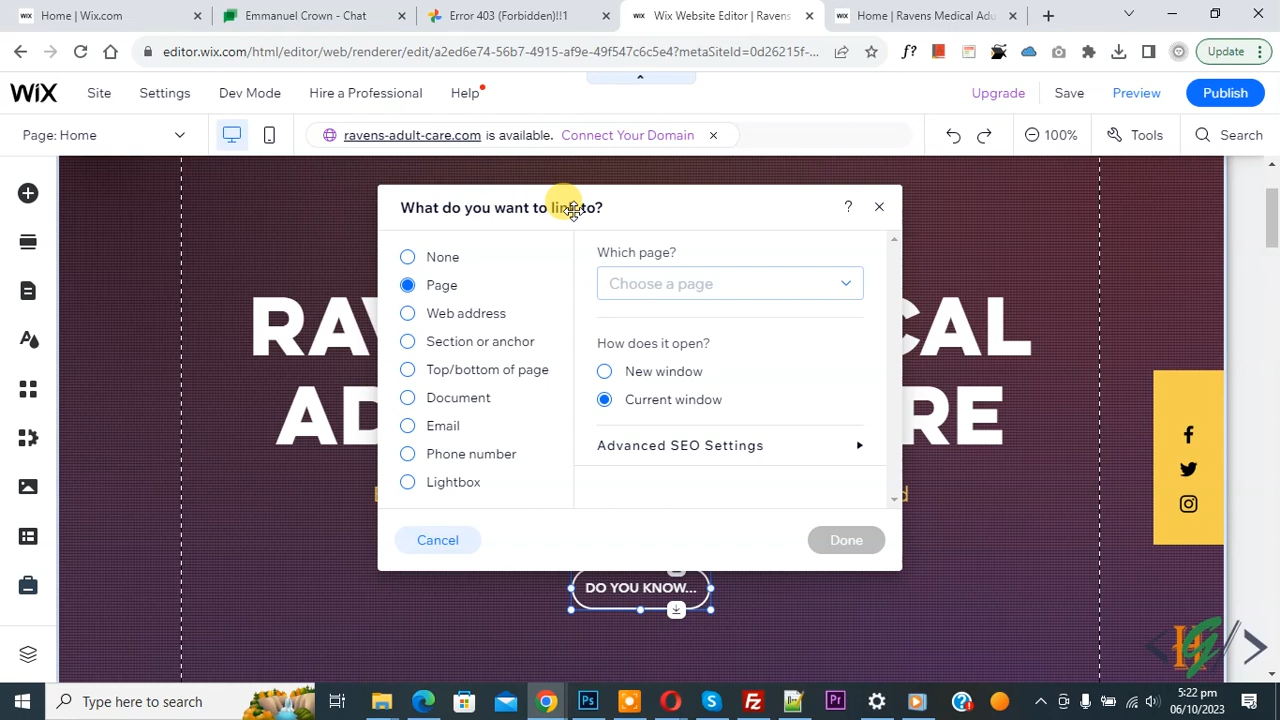 Home | Wix.com
Emmanuel Crown - Chat
Error 403 (Forbidden)!!1
Wix Website Editor | Ravens
Home | Ravens Medical Adu
editor.wix.com/html/editor/web/renderer/edit/a2ed6e74-56b7-4915-af9e-49f547c6c5e4?metaSiteId=0d26215f-...
f?
Update
WiX
Site
Settings
Dev Mode
Hire a Professional
Help
Upgrade
Save
Preview
Publish
Page: Home
ravens-adult-care.com is available. Connect Your Domain
100%
Tools
Search
What do you want to link to?
?
None
Page
Web address
Section or anchor
Top/bottom of page
Document
Email
Phone number
Lightbox
Which page?
Choose a page
How does it open?
New window
Current window
Advanced SEO Settings
Cancel
Done
DO YOU KNOW...
Type here to search
5:22 pm
06/10/2023